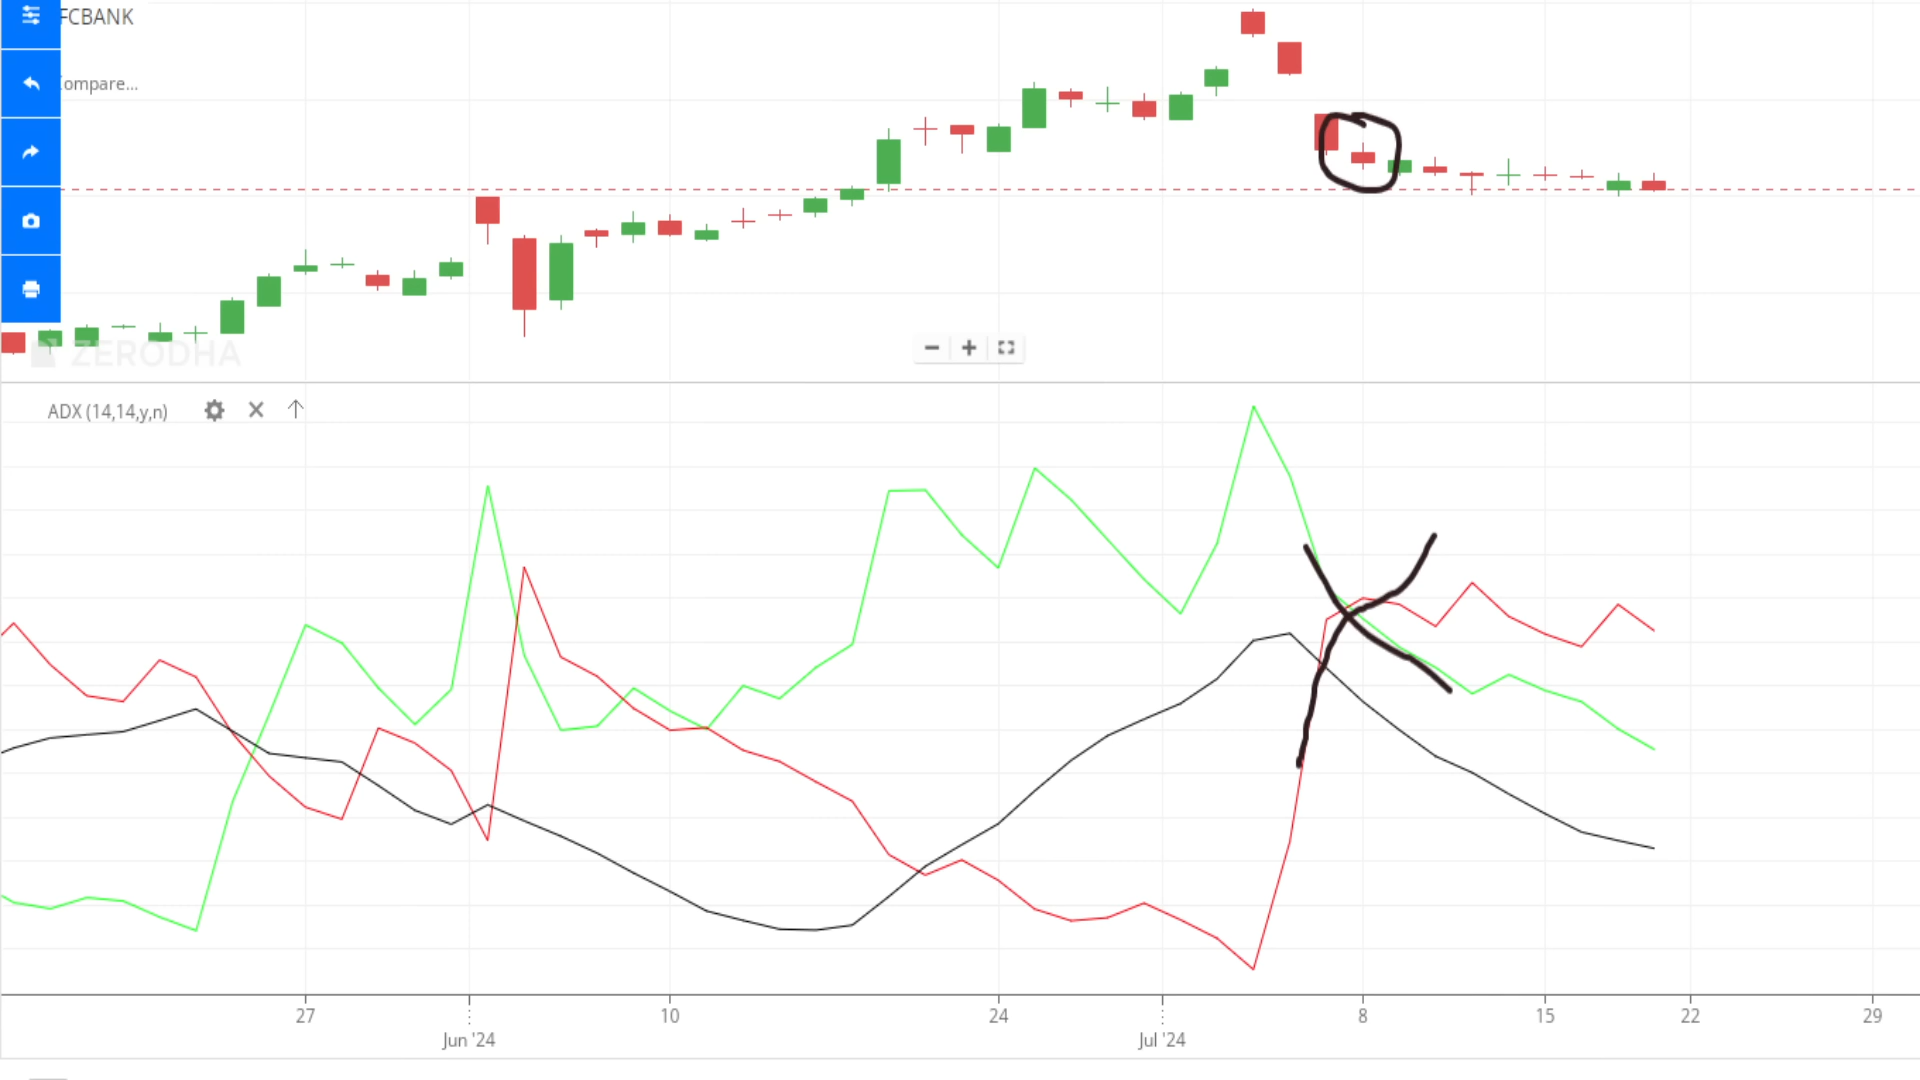 FCBANK
ompare...
ZERODHA
ADX (14,14,y,n)
27 10 24 8 15 22 29
Jun '24 Jul '24